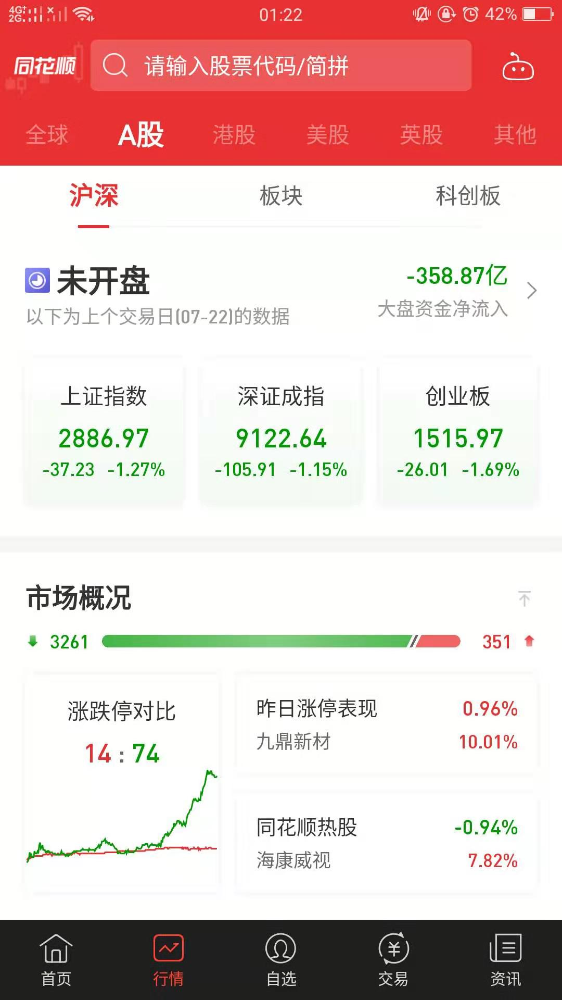 4G+ 2G 01:22 42%
同花顺 请输入股票代码/简拼
全球 A股 港股 美股 英股 其他
沪深 板块 科创板
未开盘 -358.87亿
以下为上个交易日(07-22)的数据 大盘资金净流入
上证指数 深证成指 创业板
2886.97 9122.64 1515.97
-37.23 -1.27% -105.91 -1.15% -26.01 -1.69%
市场概况
3261 351
涨跌停对比
14 : 74
昨日涨停表现 0.96%
九鼎新材 10.01%
同花顺热股 -0.94%
海康威视 7.82%
首页 行情 自选 交易 资讯